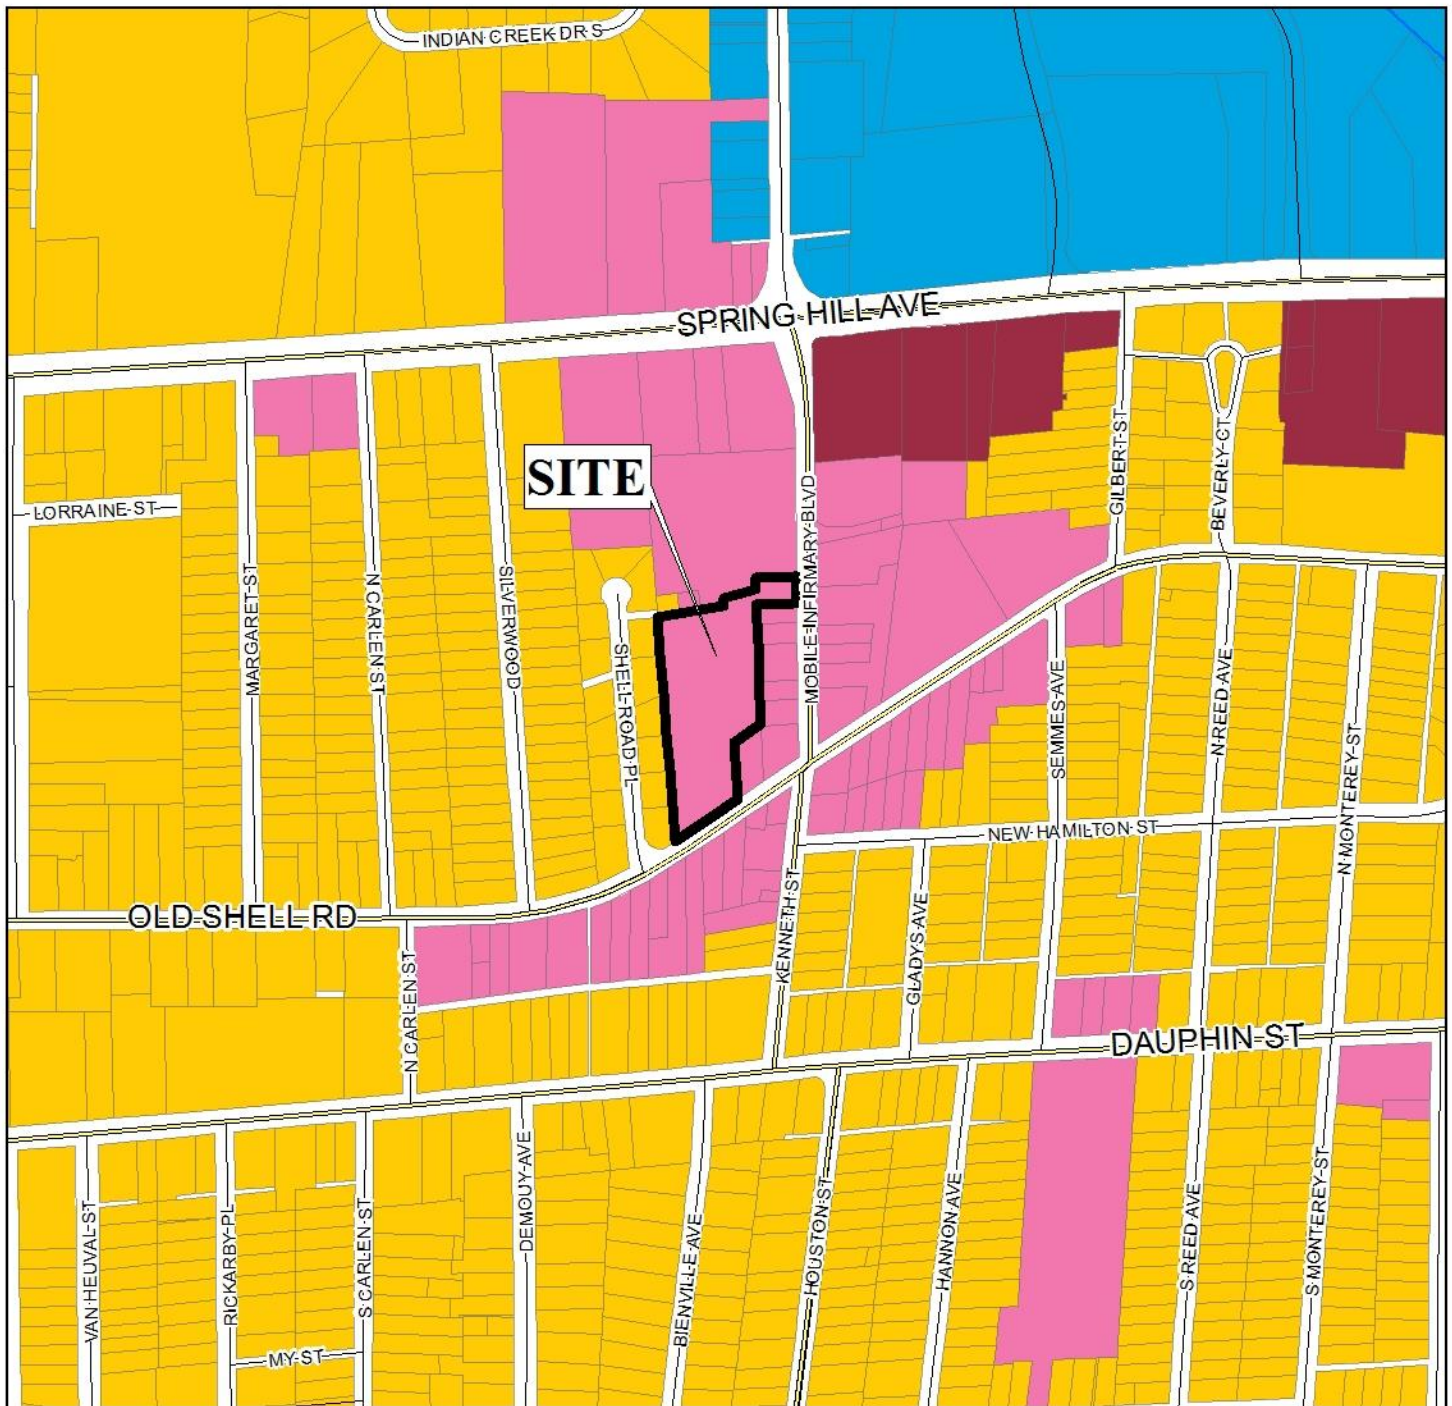 INDIAN CREEK DR S
SPRING HILL AVE
SITE
LORRAINE ST
MARGARET ST
N CARLEN ST
SILVERWOOD
SHELL ROAD PL
MOBILE INFIRMARY BLVD
GILBERT ST
BEVERLY CT
SEMMES AVE
N REED AVE
N MONTEREY ST
NEW HAMILTON ST
OLD SHELL RD
KENNETH ST
GLADYS AVE
N CARLEN ST
DAUPHIN ST
VAN HEUVAL ST
RICKARBY PL
S CARLEN ST
DEMOUY AVE
BIENVILLE AVE
HOUSTON ST
HANNON AVE
S REED AVE
S MONTEREY ST
MY ST